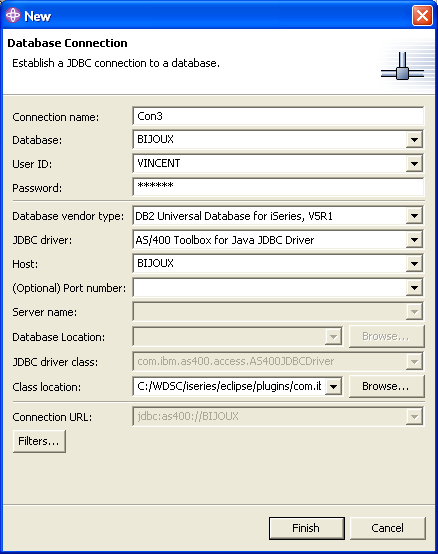 New
Database Connection
Establish a JDBC connection to a database.
Connection name: Con3
Database: BIJOUX
User ID: VINCENT
Password: ******
Database vendor type: DB2 Universal Database for iSeries, V5R1
JDBC driver: AS/400 Toolbox for Java JDBC Driver
Host: BIJOUX
(Optional) Port number:
Server name:
Database Location: Browse...
JDBC driver class: com.ibm.as400.access.AS400JDBCDriver
Class location: C:/WDSC/iseries/eclipse/plugins/com.it Browse...
Connection URL: jdbc:as400://BIJOUX
Filters...
Finish Cancel